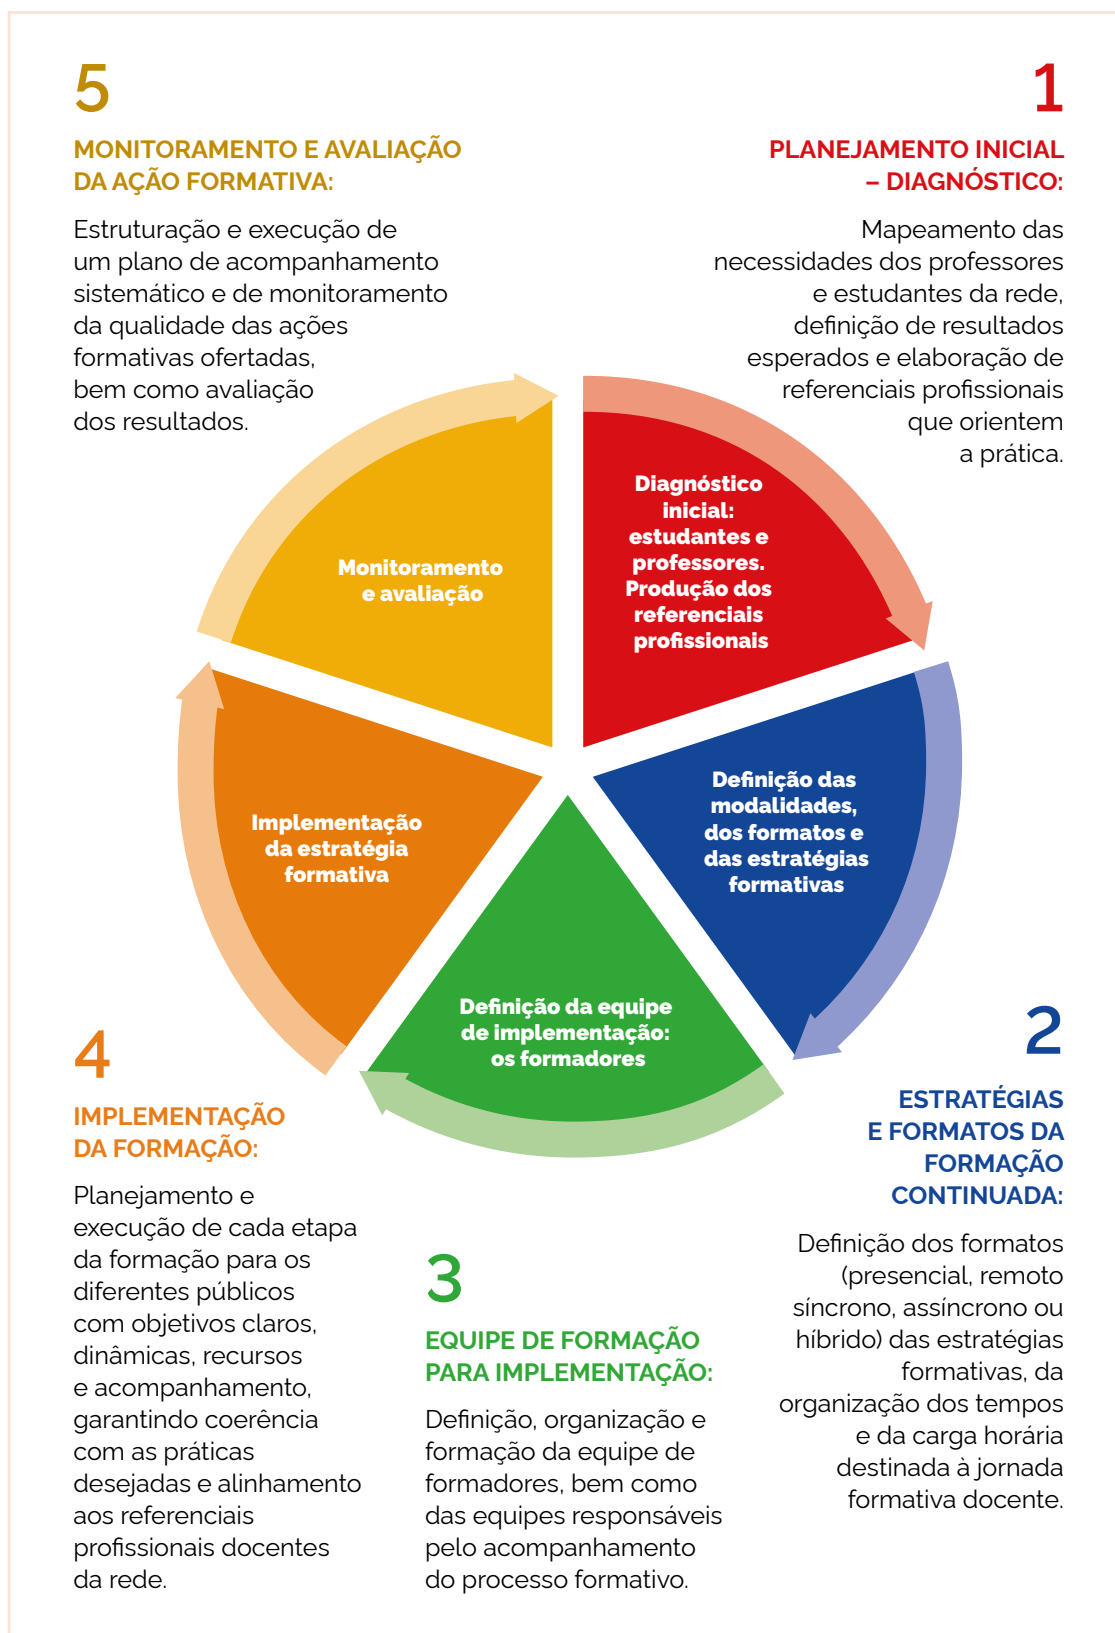 5
MONITORAMENTO E AVALIAÇÃO
DA AÇÃO FORMATIVA:
Estruturação e execução de
um plano de acompanhamento
sistemático e de monitoramento
da qualidade das ações
formativas ofertadas,
bem como avaliação
dos resultados.
1
PLANEJAMENTO INICIAL
– DIAGNÓSTICO:
Mapeamento das
necessidades dos professores
e estudantes da rede,
definição de resultados
esperados e elaboração de
referenciais profissionais
que orientem
a prática.
Diagnóstico
inicial:
estudantes e
professores.
Produção dos
referenciais
profissionais
Monitoramento
e avaliação
Definição das
modalidades,
dos formatos e
das estratégias
formativas
Implementação
da estratégia
formativa
Definição da equipe
de implementação:
os formadores
4
IMPLEMENTAÇÃO
DA FORMAÇÃO:
Planejamento e
execução de cada etapa
da formação para os
diferentes públicos
com objetivos claros,
dinâmicas, recursos
e acompanhamento,
garantindo coerência
com as práticas
desejadas e alinhamento
aos referenciais
profissionais docentes
da rede.
3
EQUIPE DE FORMAÇÃO
PARA IMPLEMENTAÇÃO:
Definição, organização e
formação da equipe de
formadores, bem como
das equipes responsáveis
pelo acompanhamento
do processo formativo.
2
ESTRATÉGIAS
E FORMATOS DA
FORMAÇÃO
CONTINUADA:
Definição dos formatos
(presencial, remoto
síncrono, assíncrono ou
híbrido) das estratégias
formativas, da
organização dos tempos
e da carga horária
destinada à jornada
formativa docente.